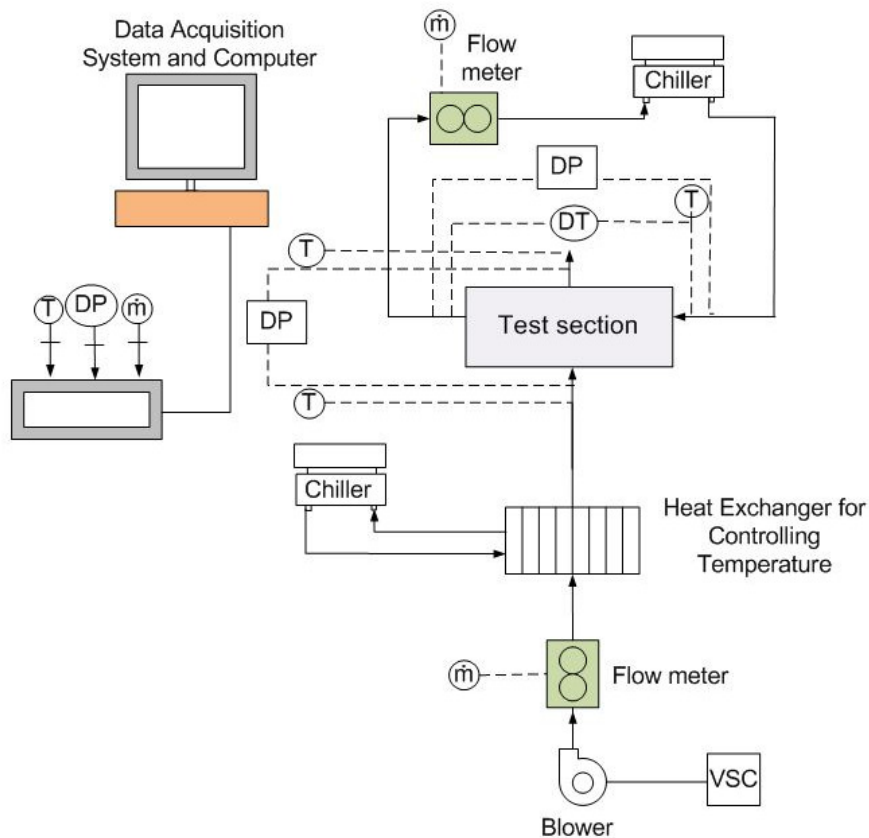 Data Acquisition
System and Computer
ṁ
Flow
meter
Chiller
DP
T
DT
T
DP
Test section
T
DP
ṁ
T
Chiller
Heat Exchanger for
Controlling
Temperature
ṁ
Flow meter
VSC
Blower